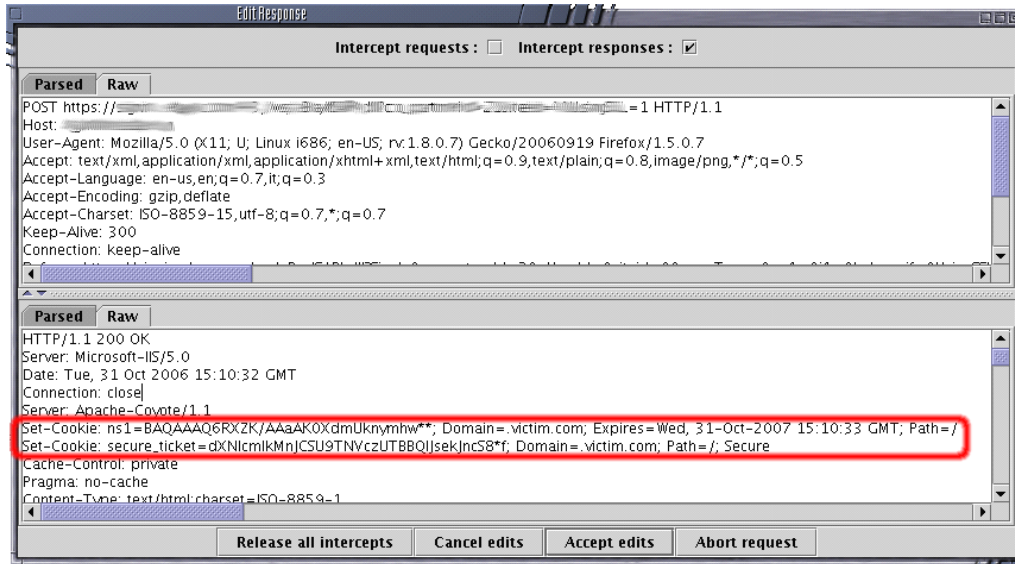 Edit Response
Intercept requests : Intercept responses :
Parsed Raw
POST https:// =1 HTTP/1.1
Host:
User-Agent: Mozilla/5.0 (X11; U; Linux i686; en-US; rv:1.8.0.7) Gecko/20060919 Firefox/1.5.0.7
Accept: text/xml,application/xml,application/xhtml+xml,text/html;q=0.9,text/plain;q=0.8,image/png,*/*;q=0.5
Accept-Language: en-us,en;q=0.7,it;q=0.3
Accept-Encoding: gzip,deflate
Accept-Charset: ISO-8859-15,utf-8;q=0.7,*;q=0.7
Keep-Alive: 300
Connection: keep-alive
Parsed Raw
HTTP/1.1 200 OK
Server: Microsoft-IIS/5.0
Date: Tue, 31 Oct 2006 15:10:32 GMT
Connection: close
Server: Apache-Coyote/1.1
Set-Cookie: ns1=BAQAAAQ6RXZK/AAaAK0XdmUknymhw**; Domain=.victim.com; Expires=Wed, 31-Oct-2007 15:10:33 GMT; Path=/
Set-Cookie: secure_ticket=dXNlcmlkMnJCSU9TNVczUTBBQlJsekJncS8*f; Domain=.victim.com; Path=/; Secure
Cache-Control: private
Pragma: no-cache
Content-Type: text/html;charset=ISO-8859-1
Release all intercepts Cancel edits Accept edits Abort request